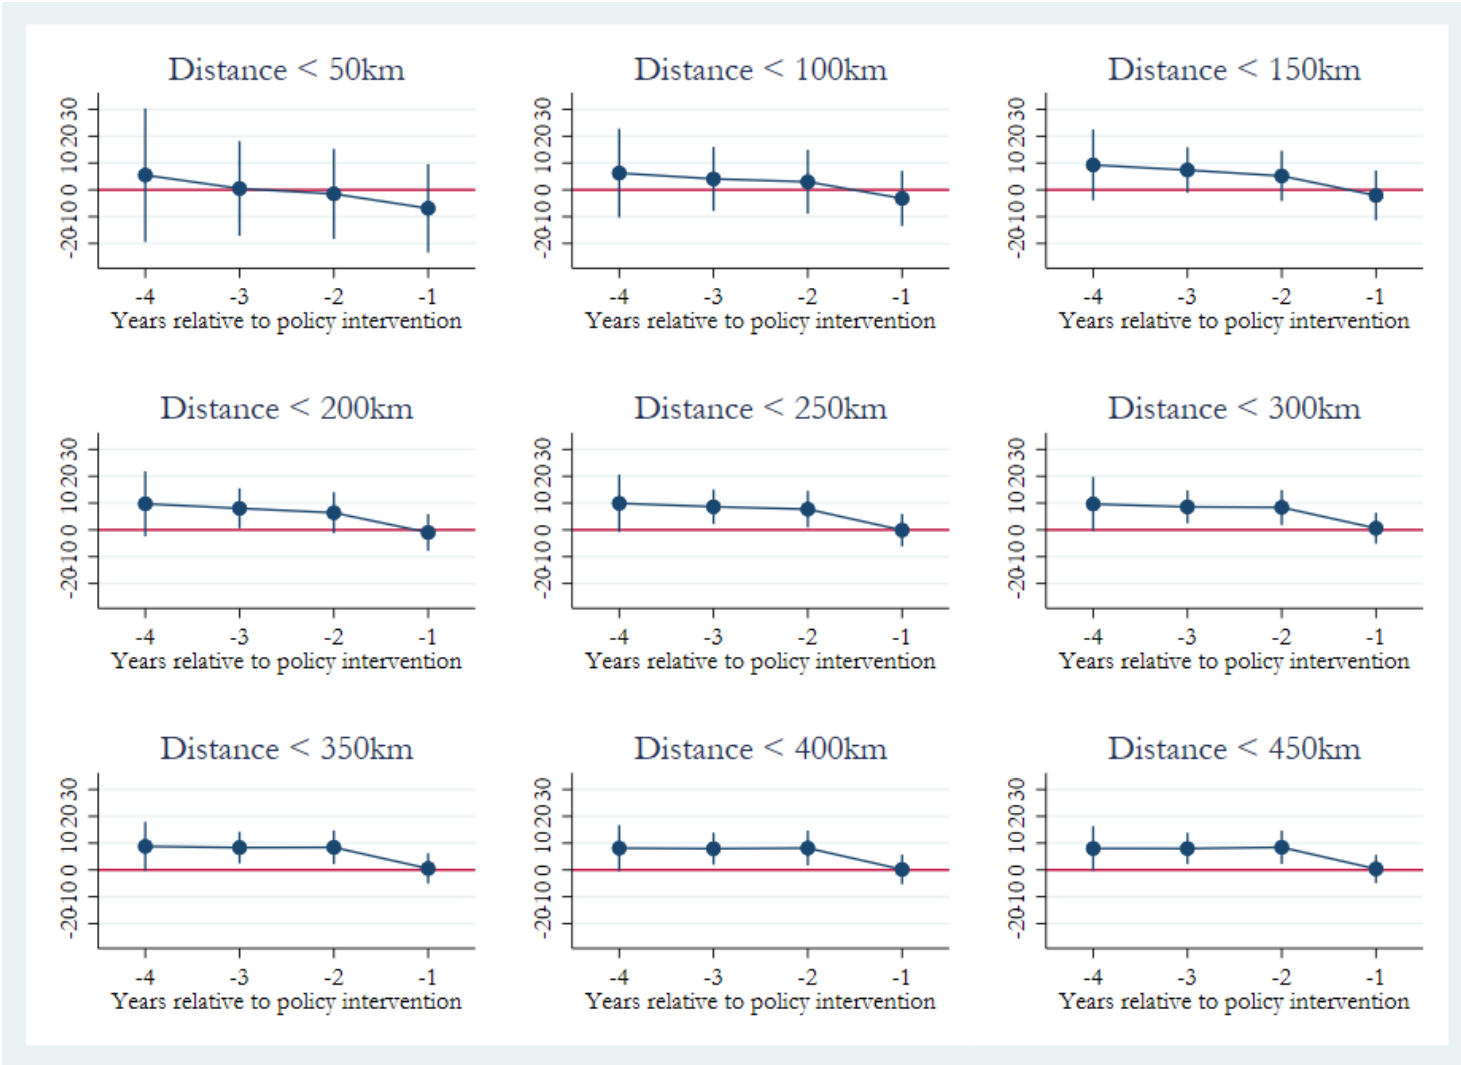 Distance < 50km
30
20
10
0
-10
-20
-4 -3 -2 -1
Years relative to policy intervention
Distance < 100km
30
20
10
0
-10
-20
-4 -3 -2 -1
Years relative to policy intervention
Distance < 150km
30
20
10
0
-10
-20
-4 -3 -2 -1
Years relative to policy intervention
Distance < 200km
30
20
10
0
-10
-20
-4 -3 -2 -1
Years relative to policy intervention
Distance < 250km
30
20
10
0
-10
-20
-4 -3 -2 -1
Years relative to policy intervention
Distance < 300km
30
20
10
0
-10
-20
-4 -3 -2 -1
Years relative to policy intervention
Distance < 350km
30
20
10
0
-10
-20
-4 -3 -2 -1
Years relative to policy intervention
Distance < 400km
30
20
10
0
-10
-20
-4 -3 -2 -1
Years relative to policy intervention
Distance < 450km
30
20
10
0
-10
-20
-4 -3 -2 -1
Years relative to policy intervention